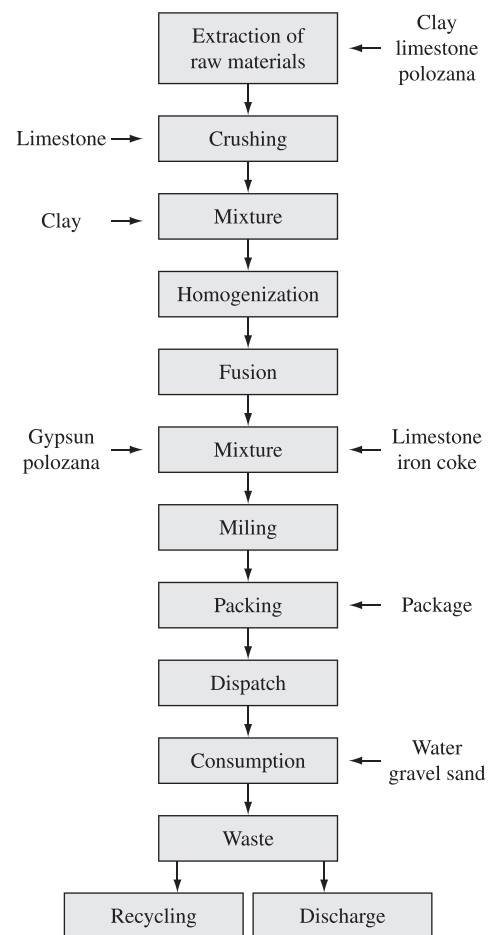 Extraction of
raw materials
Clay
limestone
polozana
Limestone
Crushing
Clay
Mixture
Homogenization
Fusion
Gypsun
polozana
Mixture
Limestone
iron coke
Miling
Packing
Package
Dispatch
Consumption
Water
gravel sand
Waste
Recycling
Discharge